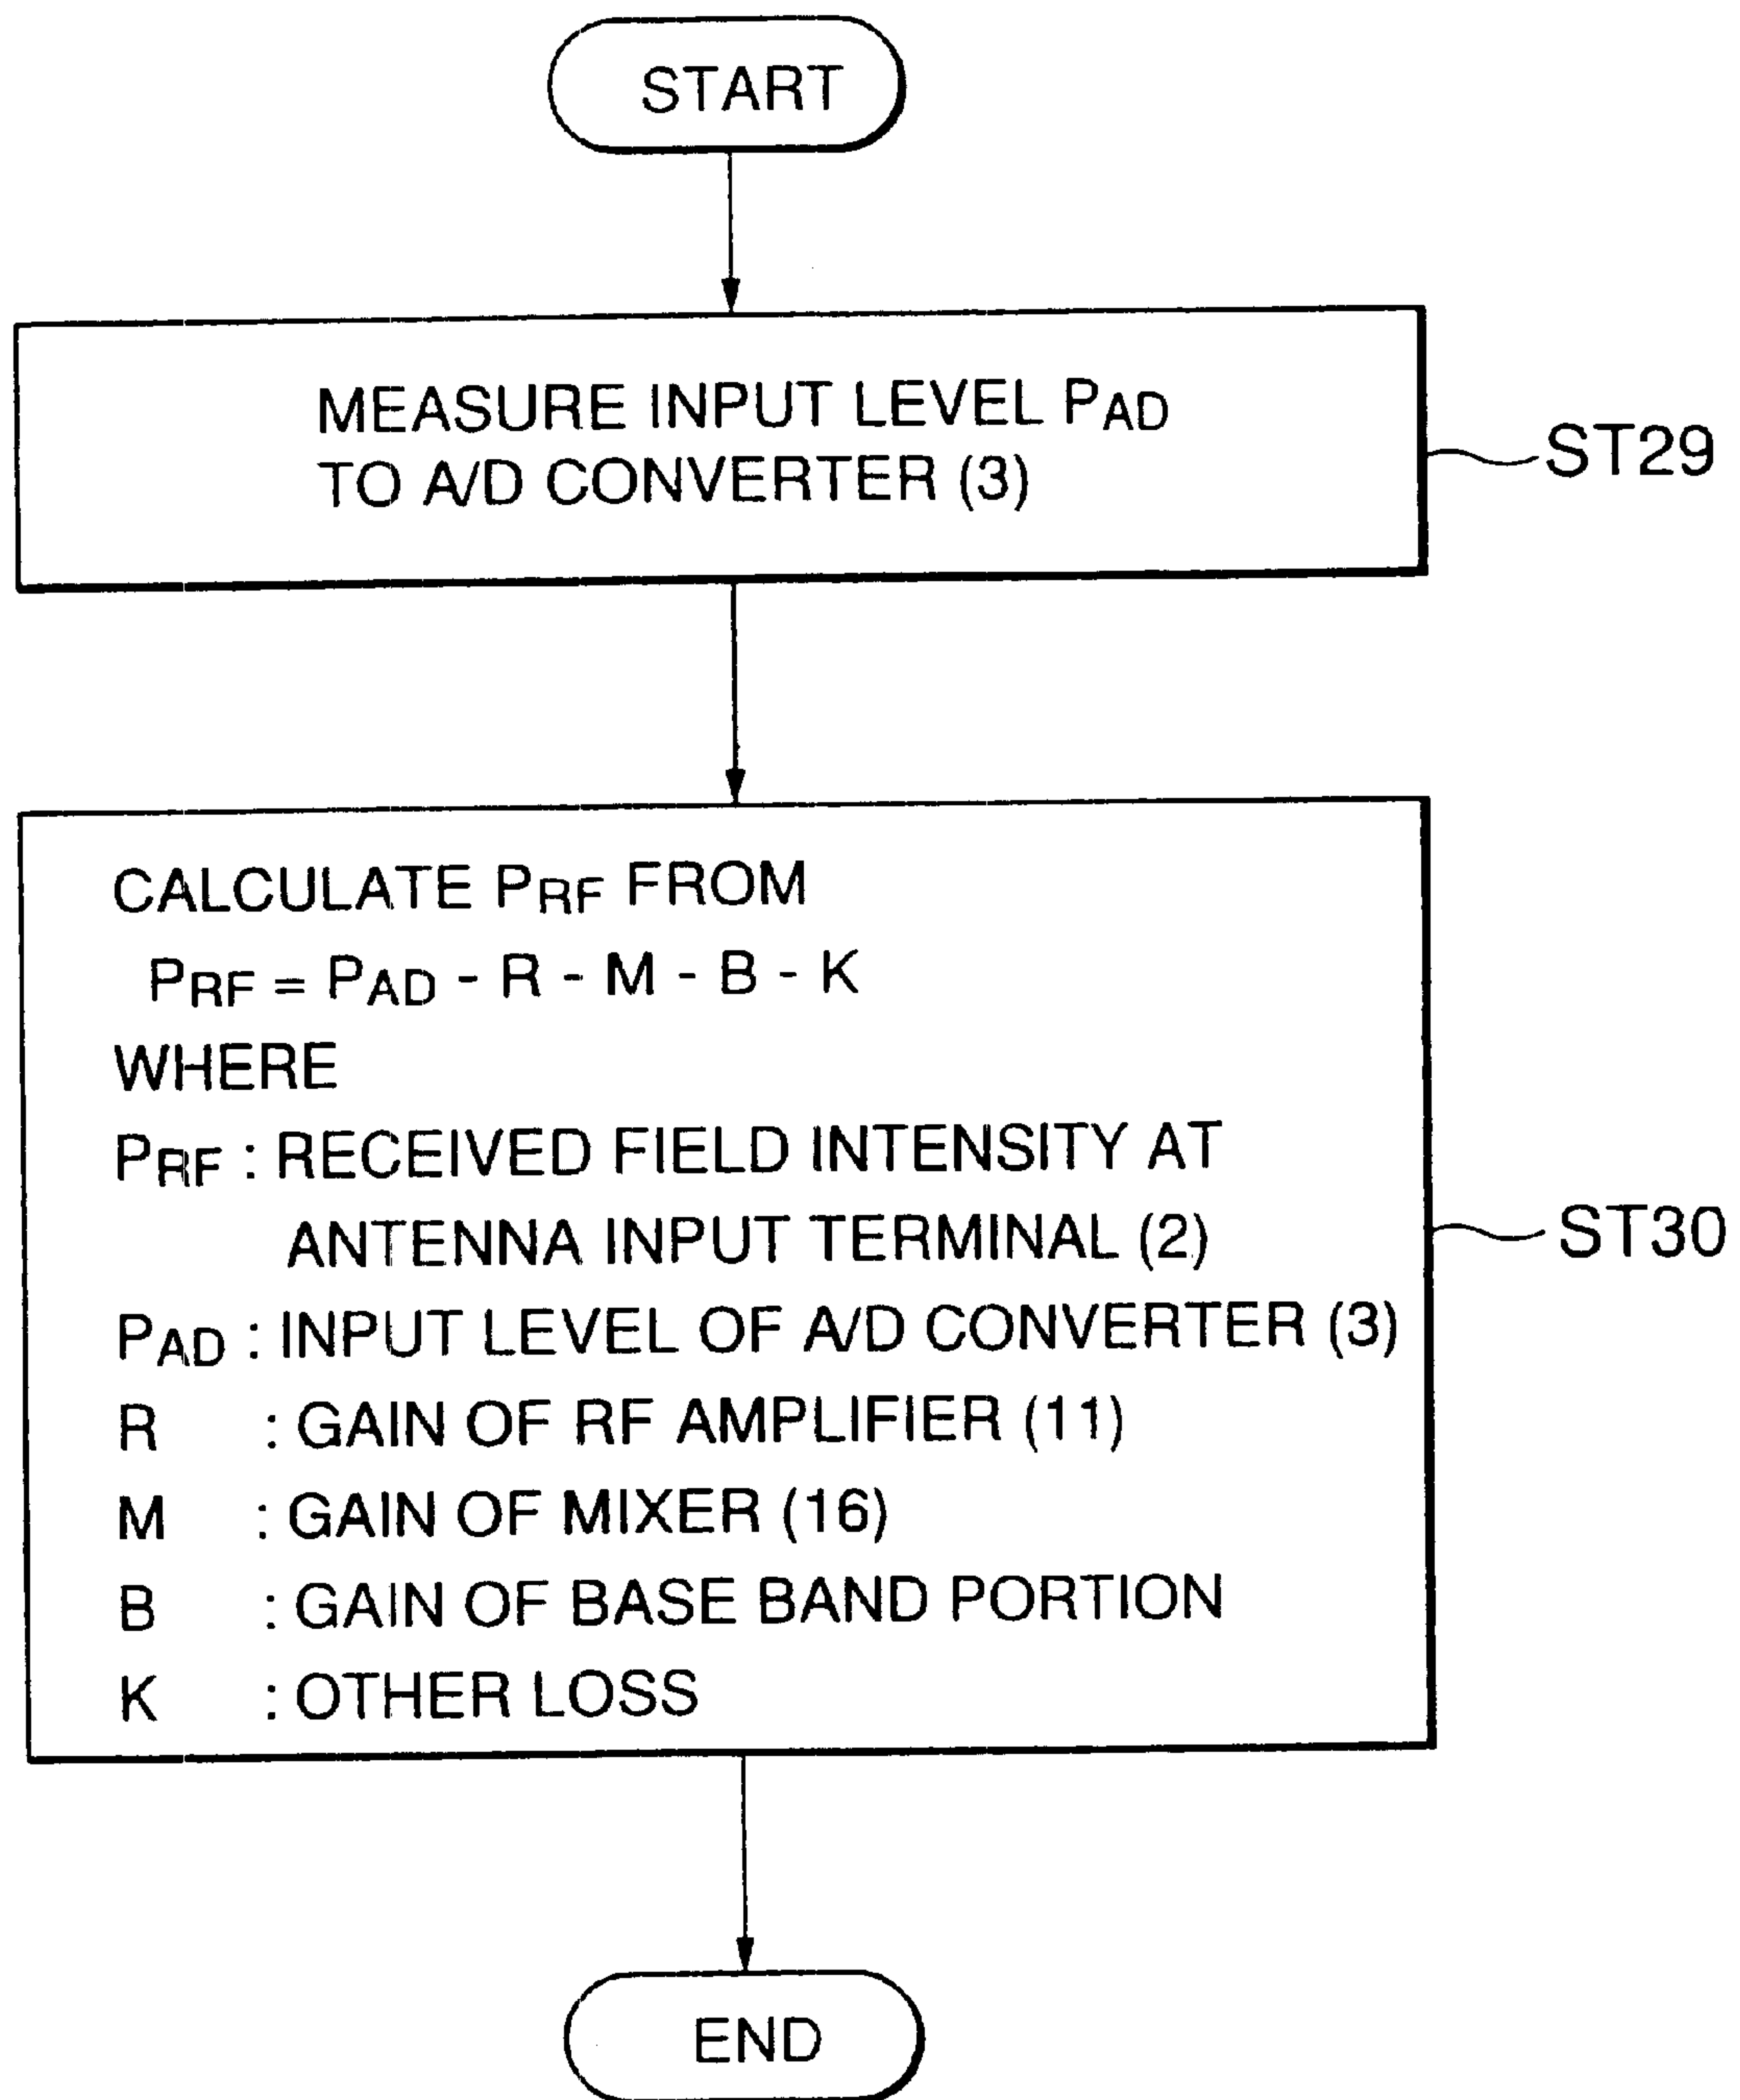 START
MEASURE INPUT LEVEL PAD
TO A/D CONVERTER (3)
ST29
CALCULATE PRF FROM
PRF = PAD - R - M - B - K
WHERE
PRF : RECEIVED FIELD INTENSITY AT
ANTENNA INPUT TERMINAL (2)
ST30
PAD : INPUT LEVEL OF A/D CONVERTER (3)
R : GAIN OF RF AMPLIFIER (11)
M : GAIN OF MIXER (16)
B : GAIN OF BASE BAND PORTION
K : OTHER LOSS
END